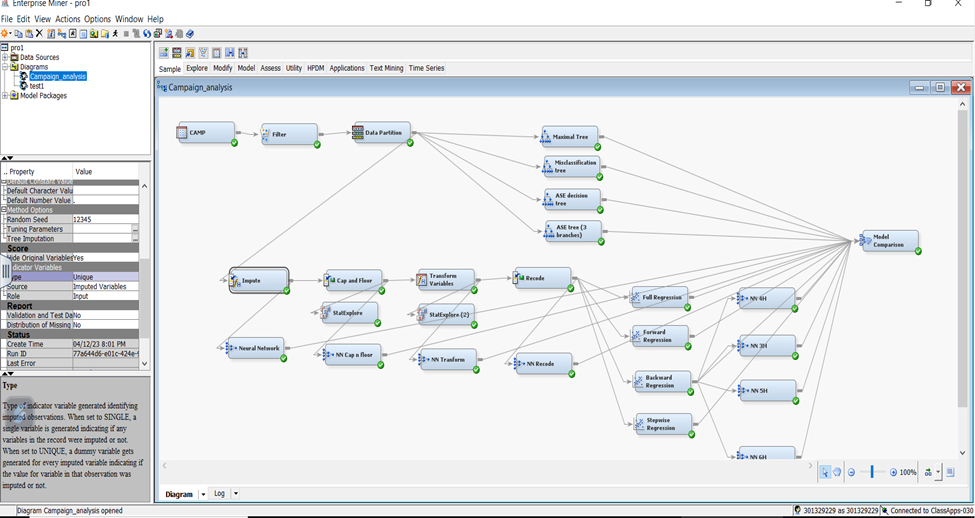 Enterprise Miner - pro1
File Edit View Actions Options Window Help
pro1
Data Sources
Diagrams
Campaign_analysis
test1
Model Packages
Sample Explore Modify Model Assess Utility HPDM Applications Text Mining Time Series
Campaign_analysis
CAMP
Filter
Data Partition
Maximal Tree
Misclassification
tree
ASE decision
tree
ASE tree (3
branches)
Model
Comparison
Impute
Cap and Floor
Transform
Variables
Recode
StatExplore
StatExplore (2)
Neural Network
NN Cap n floor
NN Transform
NN Recode
Full Regression
Forward
Regression
Backward
Regression
Stepwise
Regression
NN 4H
NN 3H
NN 5H
NN 6H
.. Property Value
Default Constant Value
Default Character Valu
Default Number Value .
Method Options
Random Seed 12345
Tuning Parameters ...
Tree Imputation ...
Score
Hide Original Variables Yes
Indicator Variables
Type Unique
Source Imputed Variables
Role Input
Report
Validation and Test Da No
Distribution of Missing No
Status
Create Time 04/12/23 8:01 PM
Run ID 77a644d6-e01c-424e-9
Last Error
Type
Type of indicator variable generated identifying
imputed observations. When set to SINGLE, a
single variable is generated indicating if any
variables in the record were imputed or not.
When set to UNIQUE, a dummy variable gets
generated for every imputed variable indicating if
the value for variable in that observation was
imputed or not.
100%
Diagram Log
Diagram Campaign_analysis opened
301329229 as 301329229 Connected to ClassApps-030